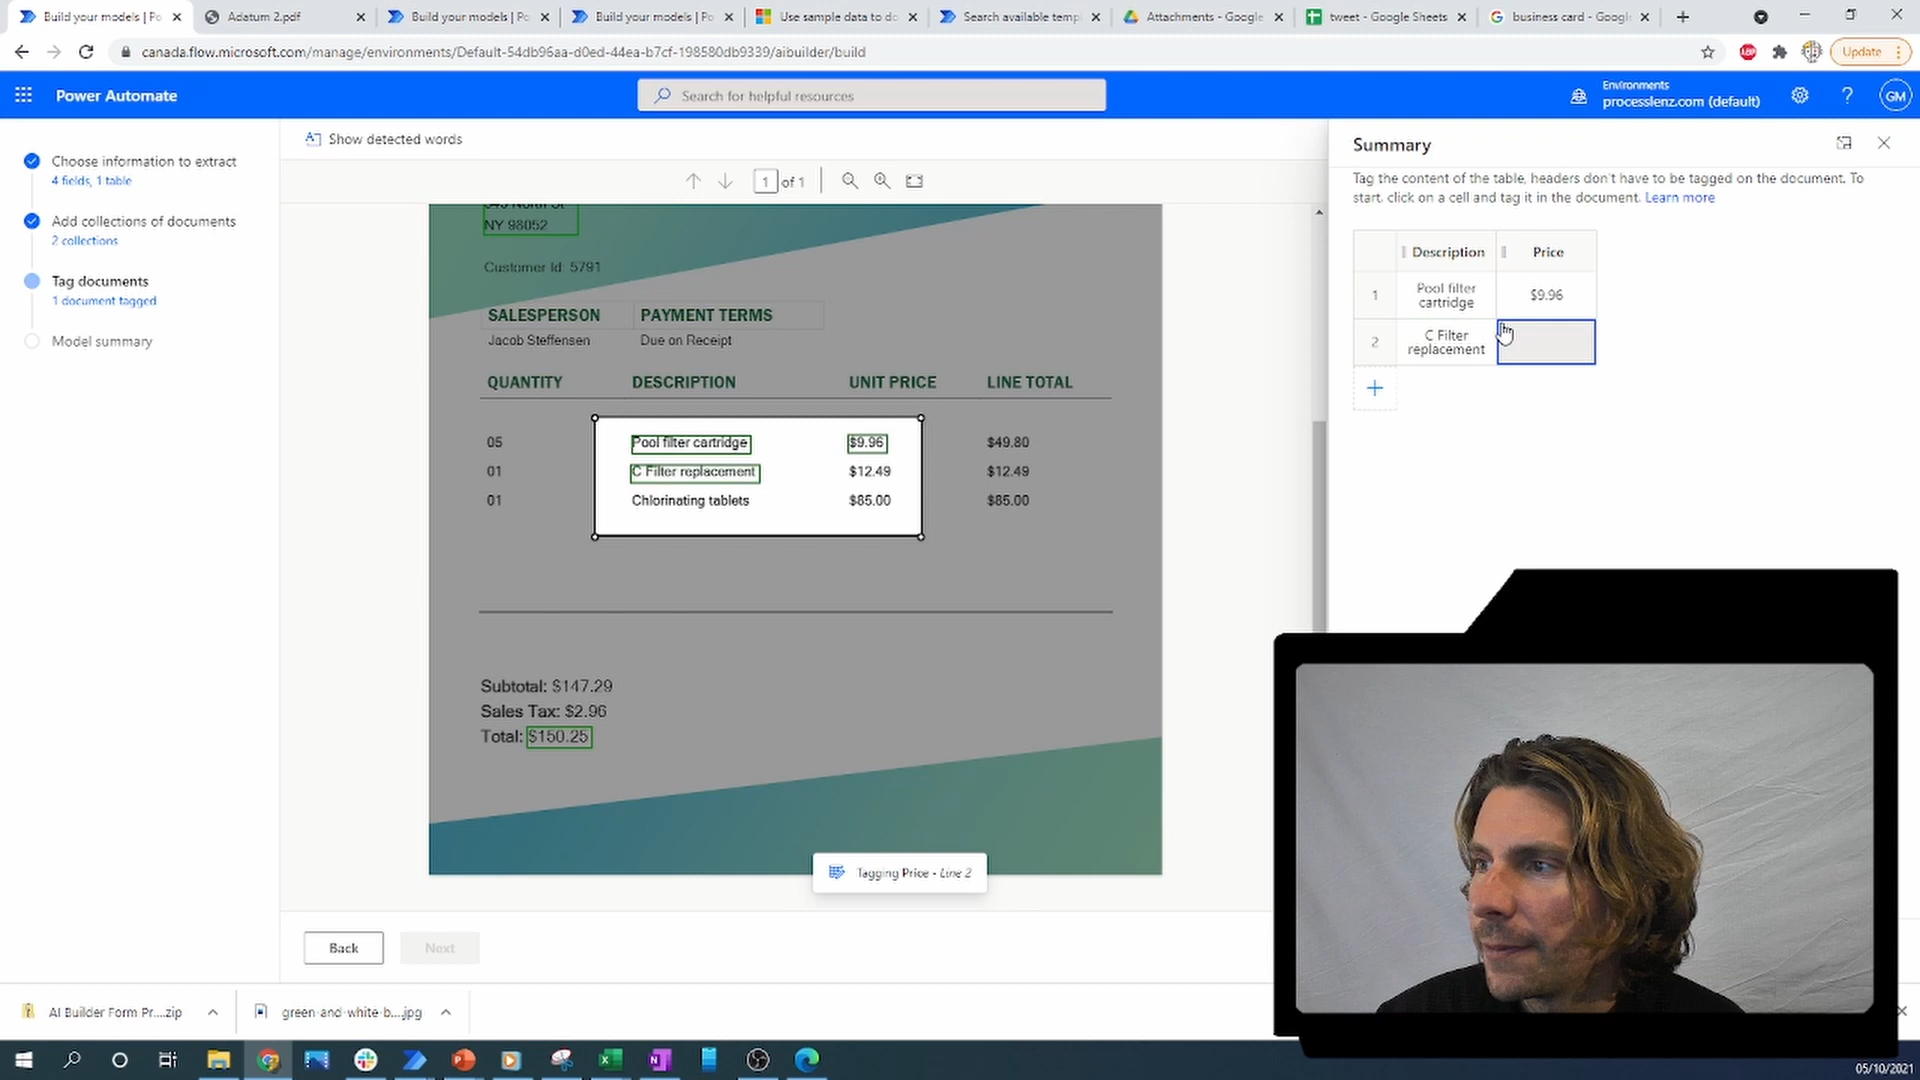 Build your models | Po
Adatum 2.pdf
Build your models | Po
Build your models | Po
Use sample data to do
Search available templ
Attachments - Google
tweet - Google Sheets
business card - Googl
canada.flow.microsoft.com/manage/environments/Default-54db96aa-d0ed-44ea-b7cf-198580db9339/aibuilder/build
ABP
Update
Power Automate
Search for helpful resources
Environments
processlenz.com (default)
GM
Choose information to extract
4 fields, 1 table
Add collections of documents
2 collections
Tag documents
1 document tagged
Model summary
Show detected words
1 of 1
345 North St
NY 98052
Customer Id: 5791
SALESPERSON PAYMENT TERMS
Jacob Steffensen Due on Receipt
QUANTITY DESCRIPTION UNIT PRICE LINE TOTAL
05 Pool filter cartridge $9.96 $49.80
01 C Filter replacement $12.49 $12.49
01 Chlorinating tablets $85.00 $85.00
Subtotal: $147.29
Sales Tax: $2.96
Total: $150.25
Tagging Price - Line 2
Back
Next
Summary
Tag the content of the table, headers don't have to be tagged on the document. To
start, click on a cell and tag it in the document. Learn more
Description Price
1 Pool filter
cartridge $9.96
2 C Filter
replacement
AI Builder Form Pr....zip
green-and-white-b....jpg
05/10/2021